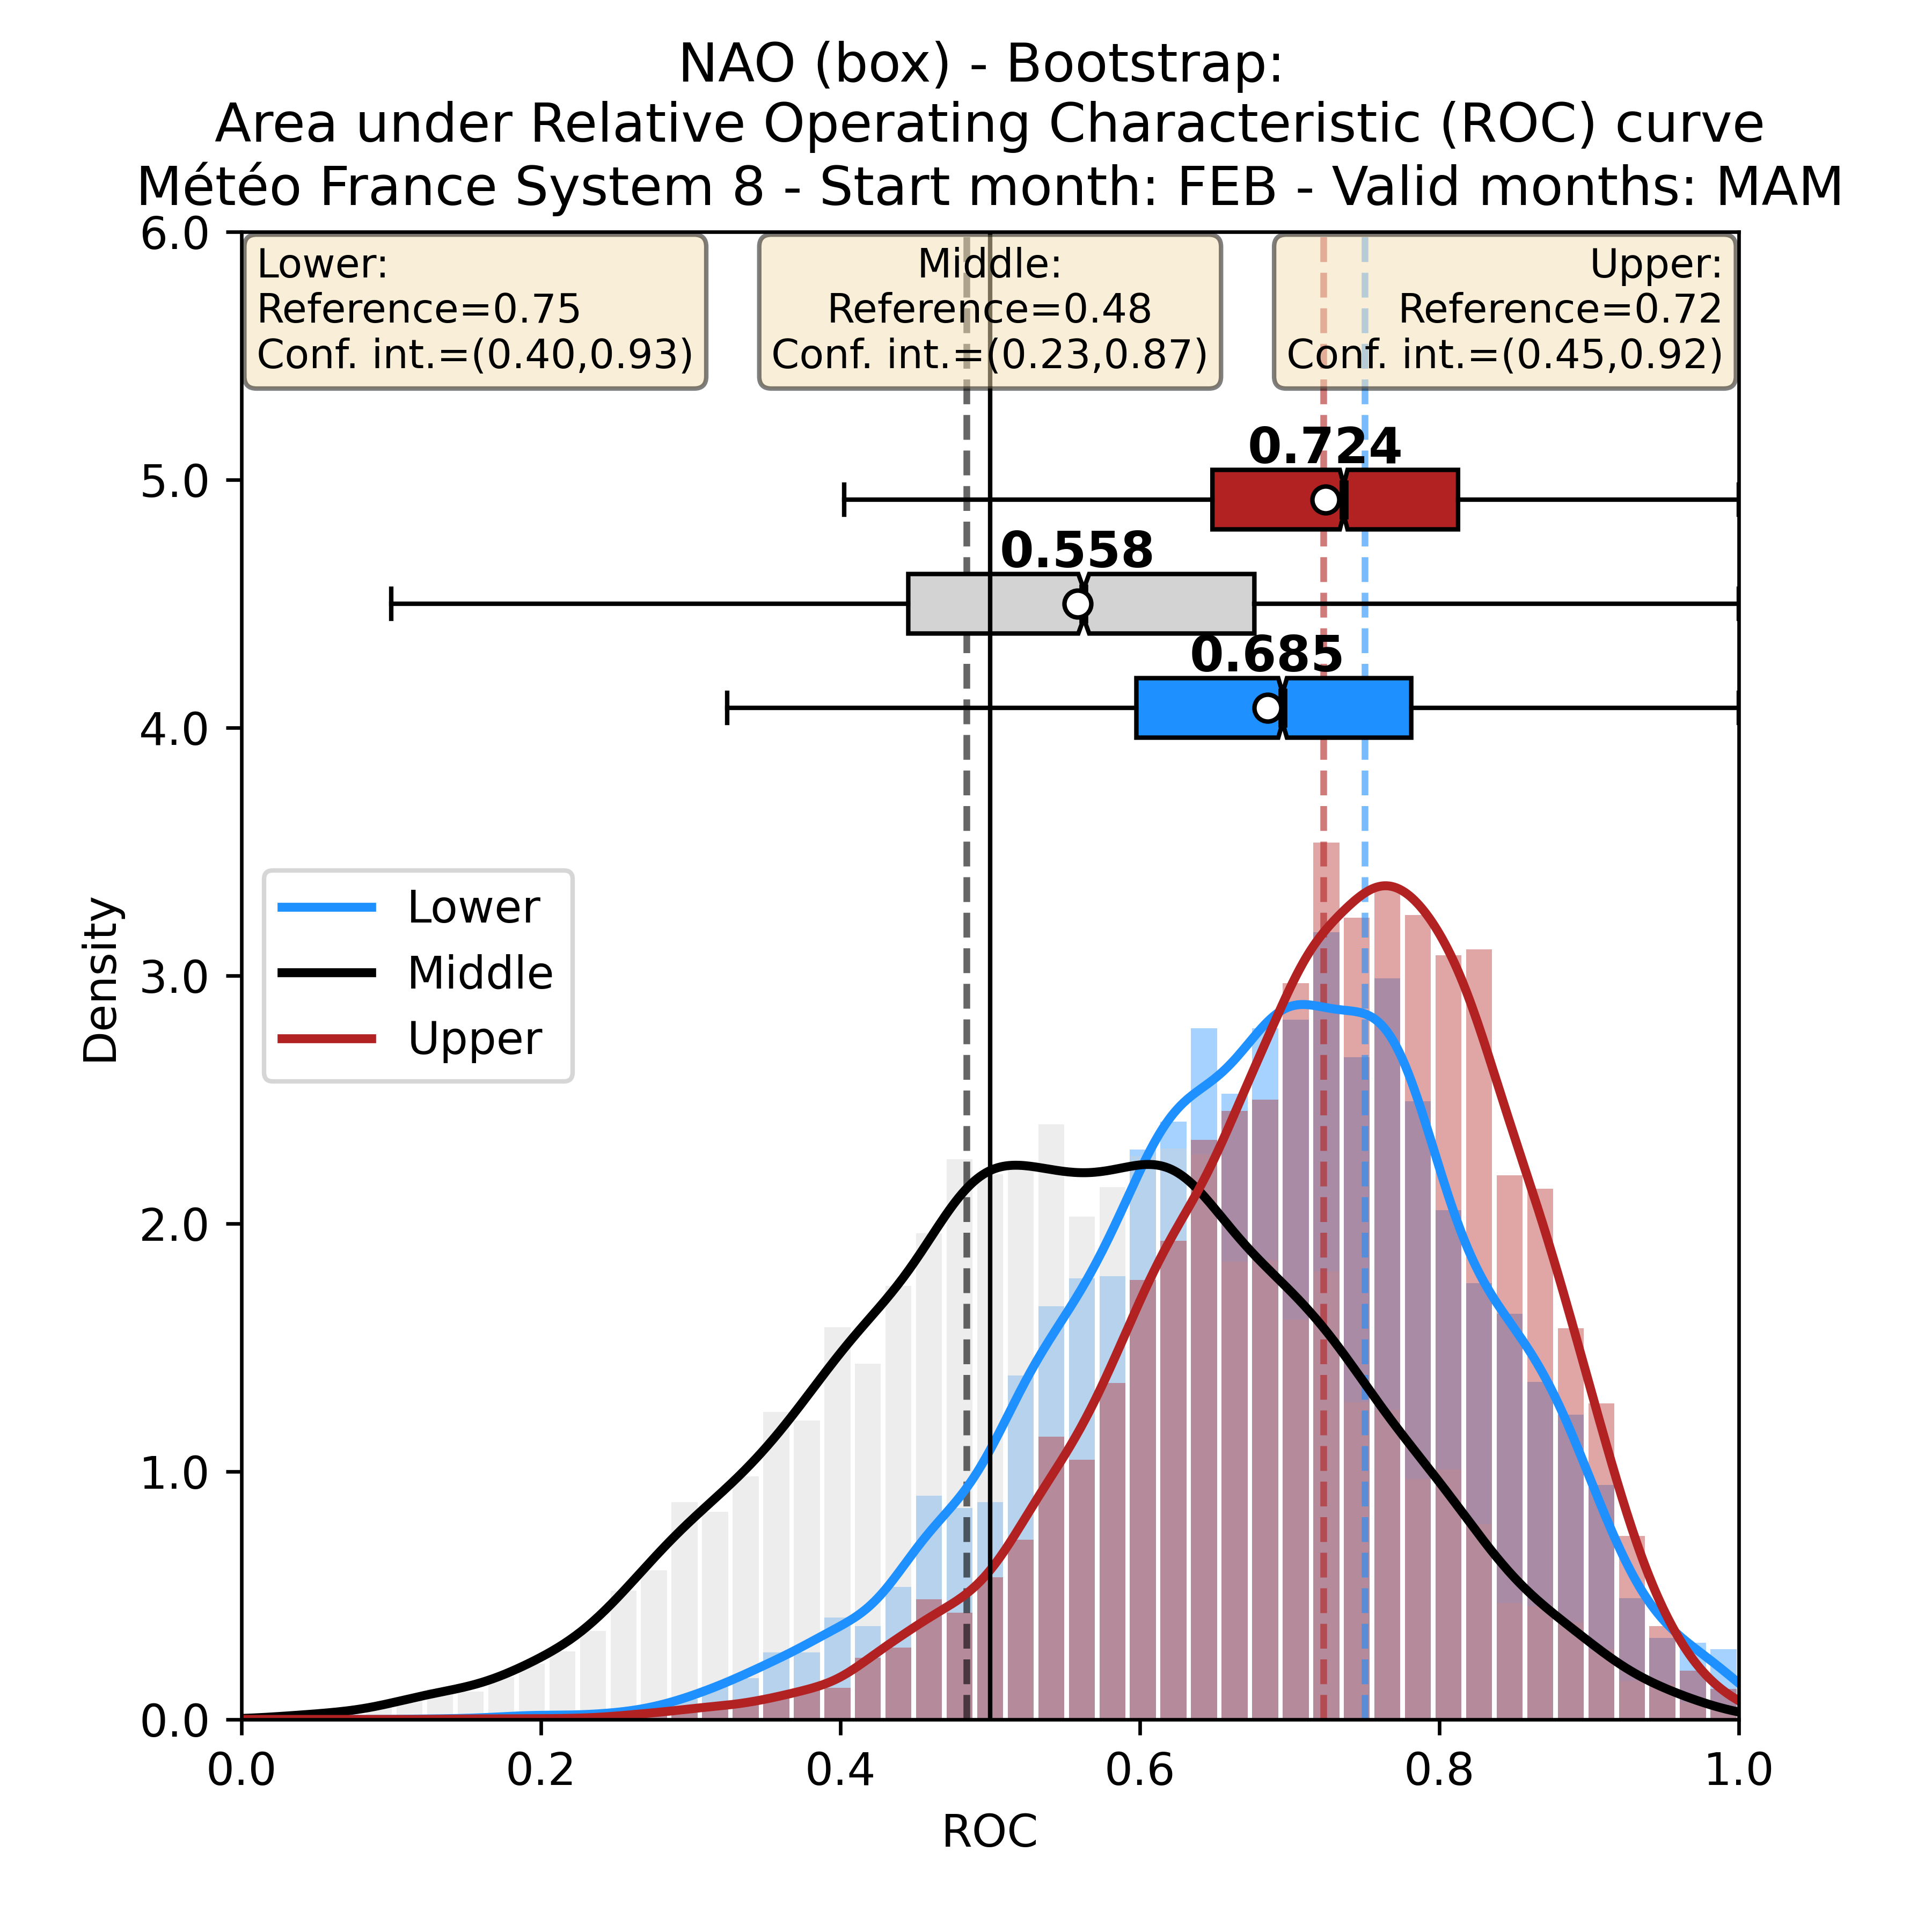 NAO (box) - Bootstrap:
Area under Relative Operating Characteristic (ROC) curve
Météo France System 8 - Start month: FEB - Valid months: MAM
Lower:
Reference=0.75
Conf. int.=(0.40,0.93)
Middle:
Reference=0.48
Conf. int.=(0.23,0.87)
Upper:
Reference=0.72
Conf. int.=(0.45,0.92)
0.724
0.558
0.685
Lower
Middle
Upper
Density
6.0
5.0
4.0
3.0
2.0
1.0
0.0
0.0 0.2 0.4 0.6 0.8 1.0
ROC